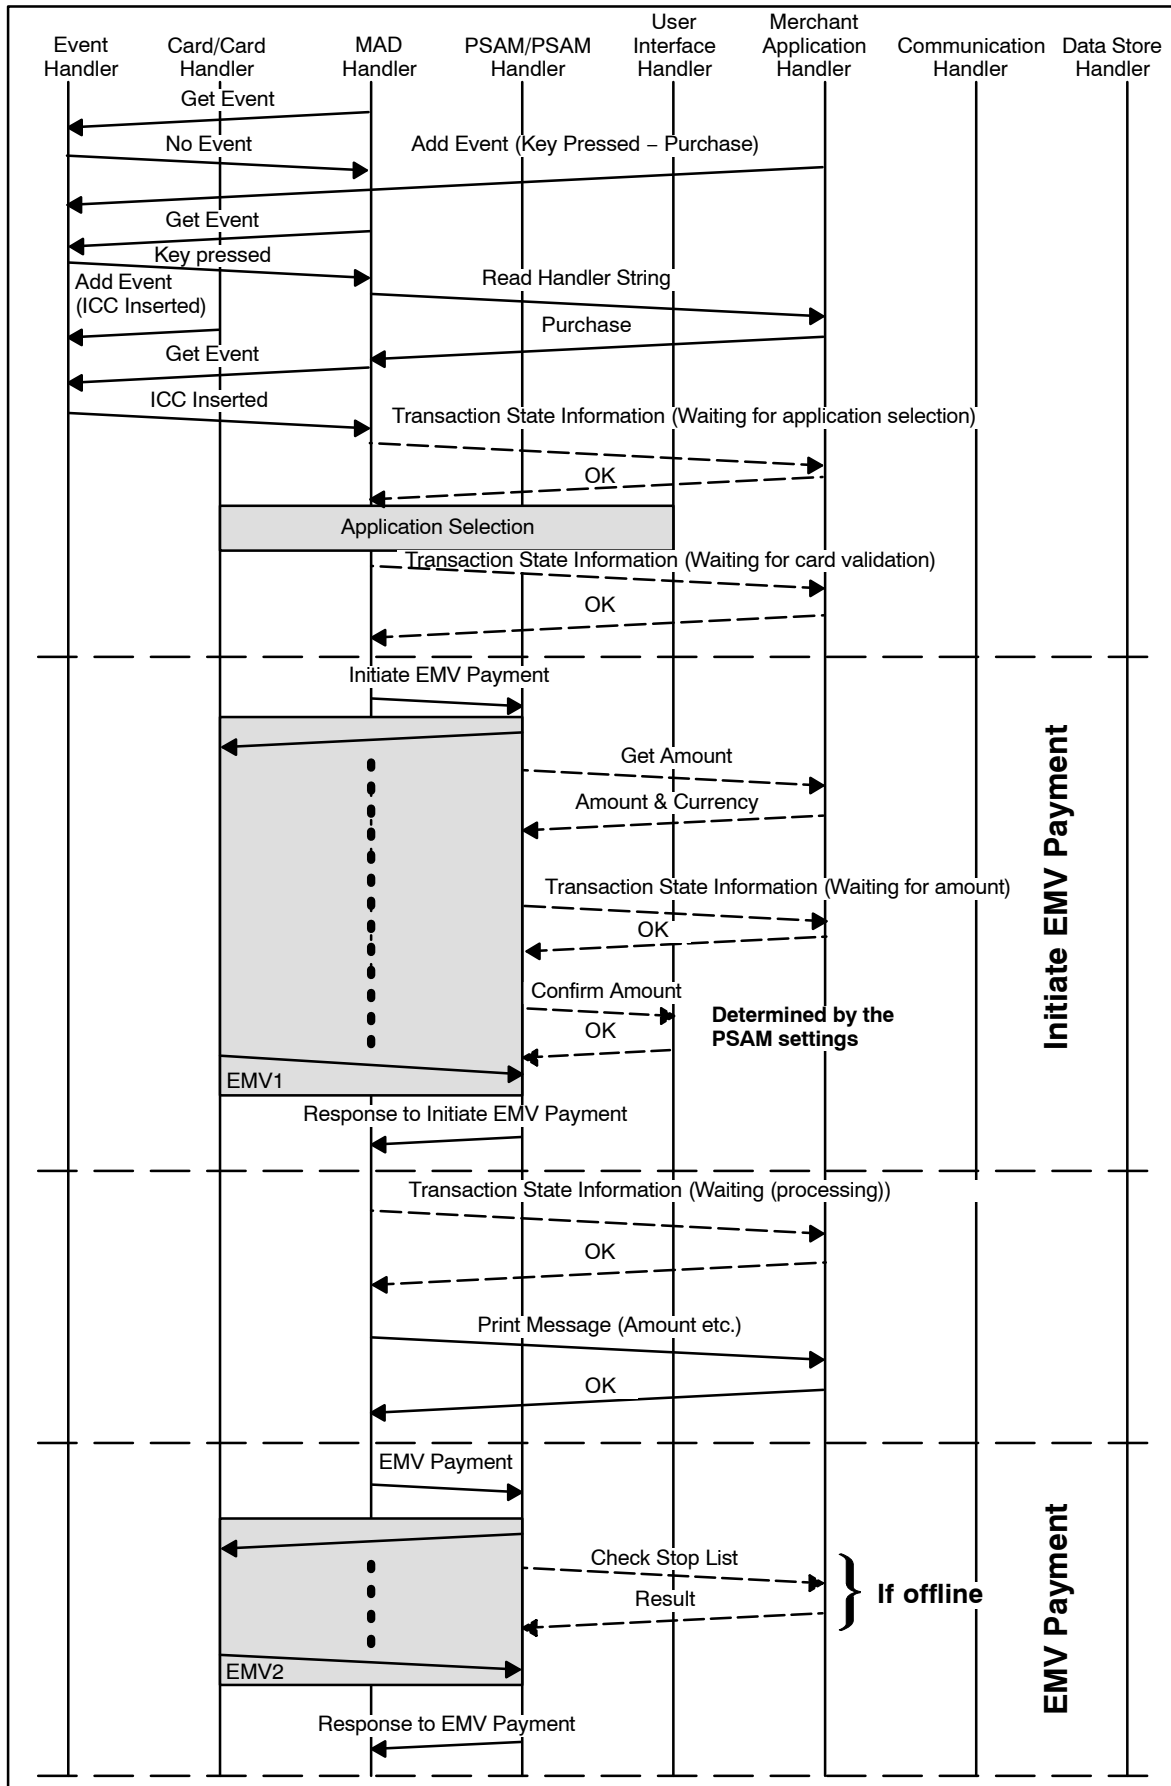 Event
Handler
Card/Card
Handler
MAD
Handler
PSAM/PSAM
Handler
User
Interface
Handler
Merchant
Application
Handler
Communication
Handler
Data Store
Handler
Get Event
No Event
Add Event (Key Pressed – Purchase)
Get Event
Key pressed
Add Event
(ICC Inserted)
Read Handler String
Purchase
Get Event
ICC Inserted
Transaction State Information (Waiting for application selection)
OK
Application Selection
Transaction State Information (Waiting for card validation)
OK
Initiate EMV Payment
Get Amount
Amount & Currency
Transaction State Information (Waiting for amount)
OK
Confirm Amount
Determined by the
PSAM settings
OK
EMV1
Initiate EMV Payment
Response to Initiate EMV Payment
Transaction State Information (Waiting (processing))
OK
Print Message (Amount etc.)
OK
EMV Payment
Check Stop List
Result
If offline
EMV2
EMV Payment
Response to EMV Payment